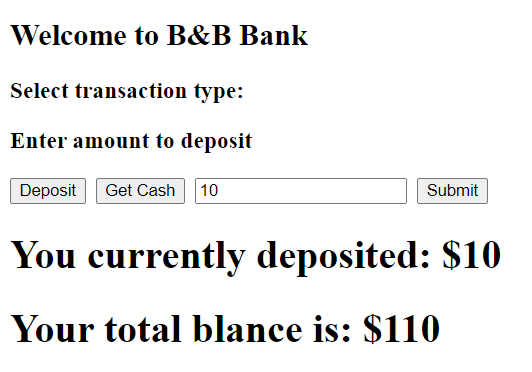 Welcome to B&B Bank
Select transaction type:
Enter amount to deposit
Deposit Get Cash 10 Submit
You currently deposited: $10
Your total blance is: $110